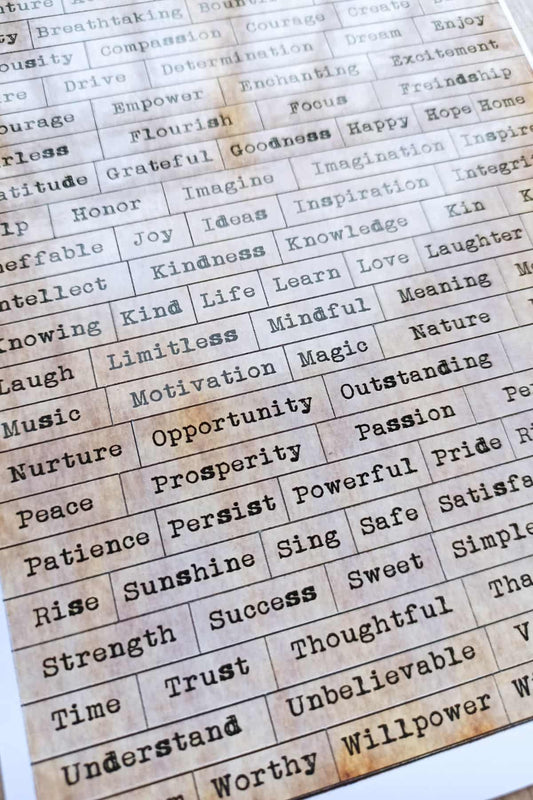 Breathtaking
Compassion Courage Create
Drive Determination Dream Enjoy
Empower Enchanting Excitement
Flourish Focus Freindship
Grateful Goodness Happy Hope Home
Honor Imagine Imagination
Joy Ideas Inspiration
Kindness Knowledge Kin
Knowing Kind Life Learn Love Laughter
Laugh Limitless Mindful Meaning
Music Motivation Magic Nature
Nurture Opportunity Outstanding
Peace Prosperity Passion
Patience Persist Powerful Pride
Rise Sunshine Sing Safe
Strength Success Sweet Simple
Time Trust Thoughtful
Understand Unbelievable
Worthy Willpower